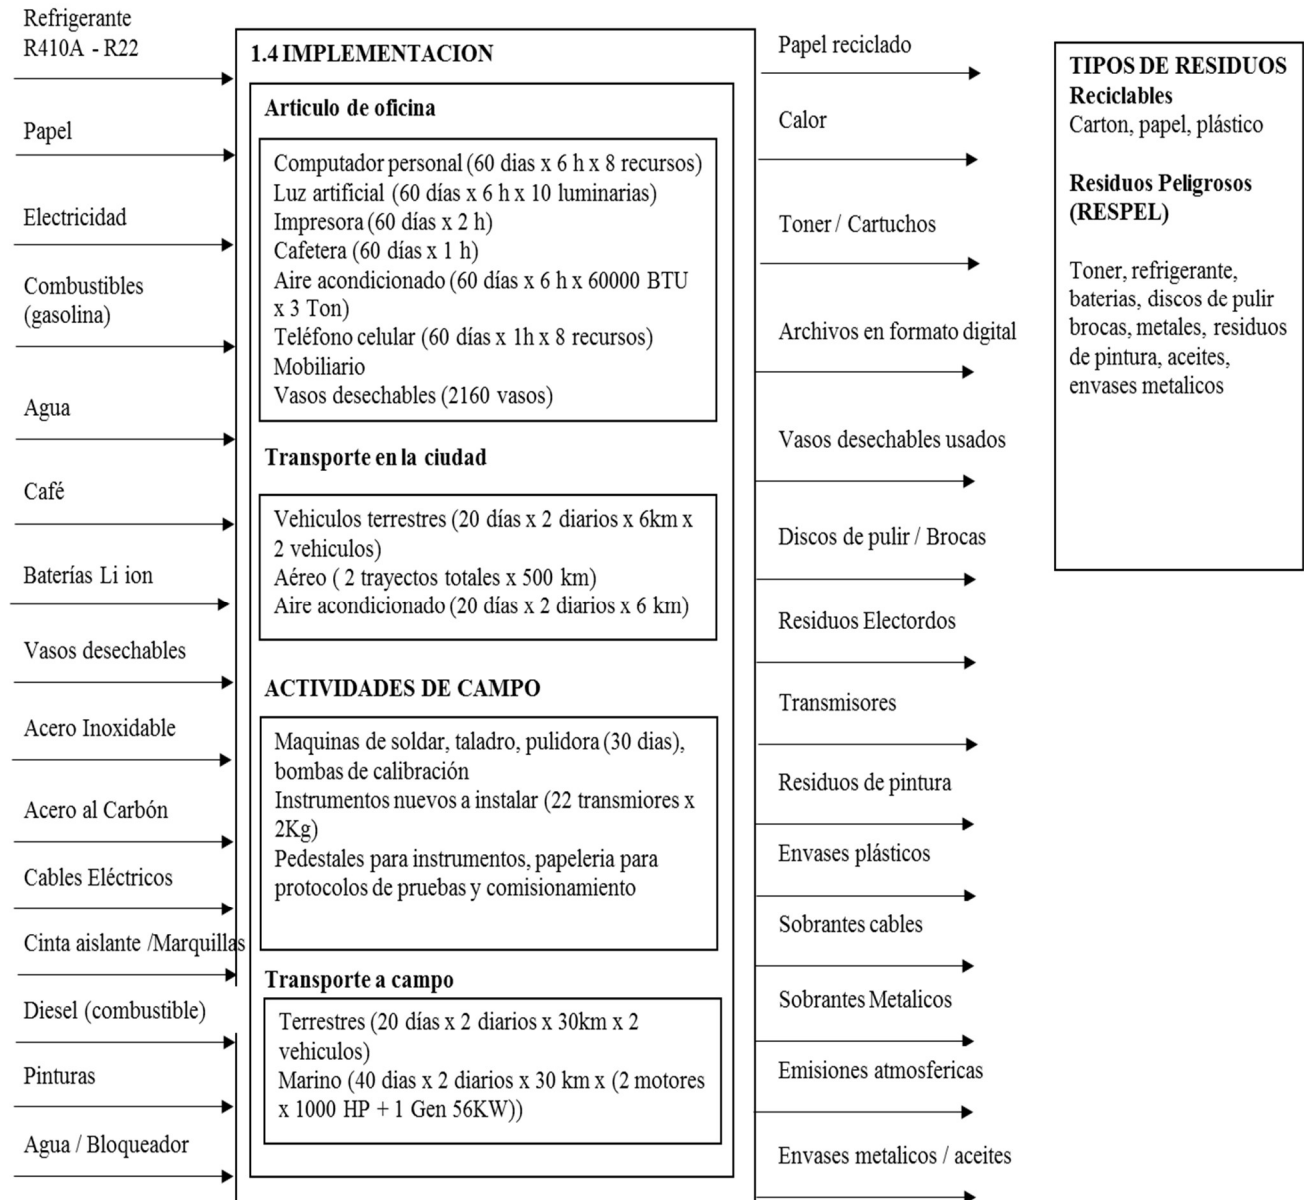 Refrigerante
R410A - R22
Papel
Electricidad
Combustibles
(gasolina)
Agua
Café
Baterías Li ion
Vasos desechables
Acero Inoxidable
Acero al Carbón
Cables Eléctricos
Cinta aislante /Marquillas
Diesel (combustible)
Pinturas
Agua / Bloqueador
1.4 IMPLEMENTACION
Articulo de oficina
Computador personal (60 dias x 6 h x 8 recursos)
Luz artificial (60 días x 6 h x 10 luminarias)
Impresora (60 días x 2 h)
Cafetera (60 días x 1 h)
Aire acondicionado (60 días x 6 h x 60000 BTU
x 3 Ton)
Teléfono celular (60 días x 1h x 8 recursos)
Mobiliario
Vasos desechables (2160 vasos)
Transporte en la ciudad
Vehiculos terrestres (20 días x 2 diarios x 6km x
2 vehiculos)
Aéreo ( 2 trayectos totales x 500 km)
Aire acondicionado (20 días x 2 diarios x 6 km)
ACTIVIDADES DE CAMPO
Maquinas de soldar, taladro, pulidora (30 dias),
bombas de calibración
Instrumentos nuevos a instalar (22 transmiores x
2Kg)
Pedestales para instrumentos, papeleria para
protocolos de pruebas y comisionamiento
Transporte a campo
Terrestres (20 días x 2 diarios x 30km x 2
vehiculos)
Marino (40 dias x 2 diarios x 30 km x (2 motores
x 1000 HP + 1 Gen 56KW))
Papel reciclado
Calor
Toner / Cartuchos
Archivos en formato digital
Vasos desechables usados
Discos de pulir / Brocas
Residuos Electordos
Transmisores
Residuos de pintura
Envases plásticos
Sobrantes cables
Sobrantes Metalicos
Emisiones atmosfericas
Envases metalicos / aceites
TIPOS DE RESIDUOS
Reciclables
Carton, papel, plástico
Residuos Peligrosos
(RESPEL)
Toner, refrigerante,
baterias, discos de pulir
brocas, metales, residuos
de pintura, aceites,
envases metalicos